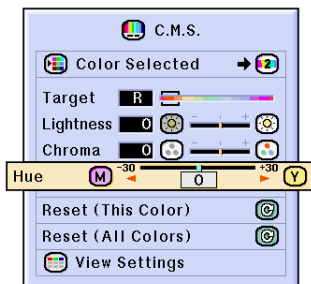 C.M.S.
Color Selected 2
Target R
Lightness 0 - +
Chroma 0 - +
Hue M -30 0 +30 Y
Reset (This Color)
Reset (All Colors)
View Settings